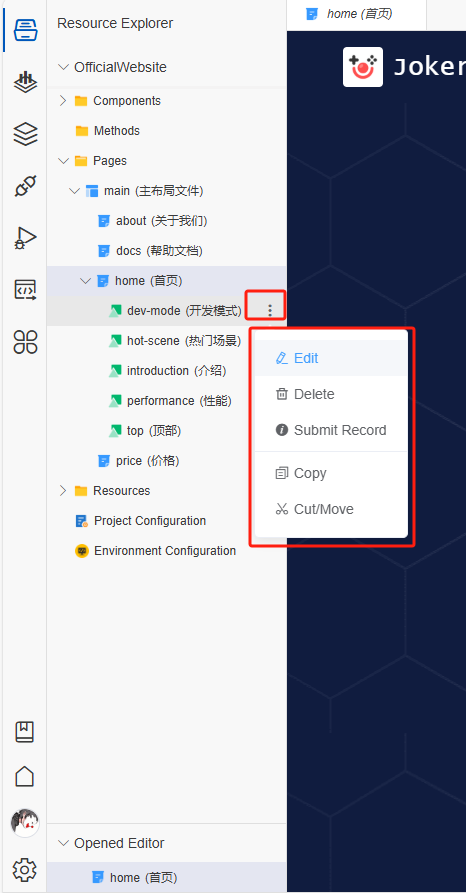 Resource Explorer
home (首页)
Joker
OfficialWebsite
Components
Methods
Pages
main (主布局文件)
about (关于我们)
docs (帮助文档)
home (首页)
dev-mode (开发模式)
hot-scene (热门场景)
introduction (介绍)
performance (性能)
top (顶部)
price (价格)
Resources
Project Configuration
Environment Configuration
Edit
Delete
Submit Record
Copy
Cut/Move
Opened Editor
home (首页)